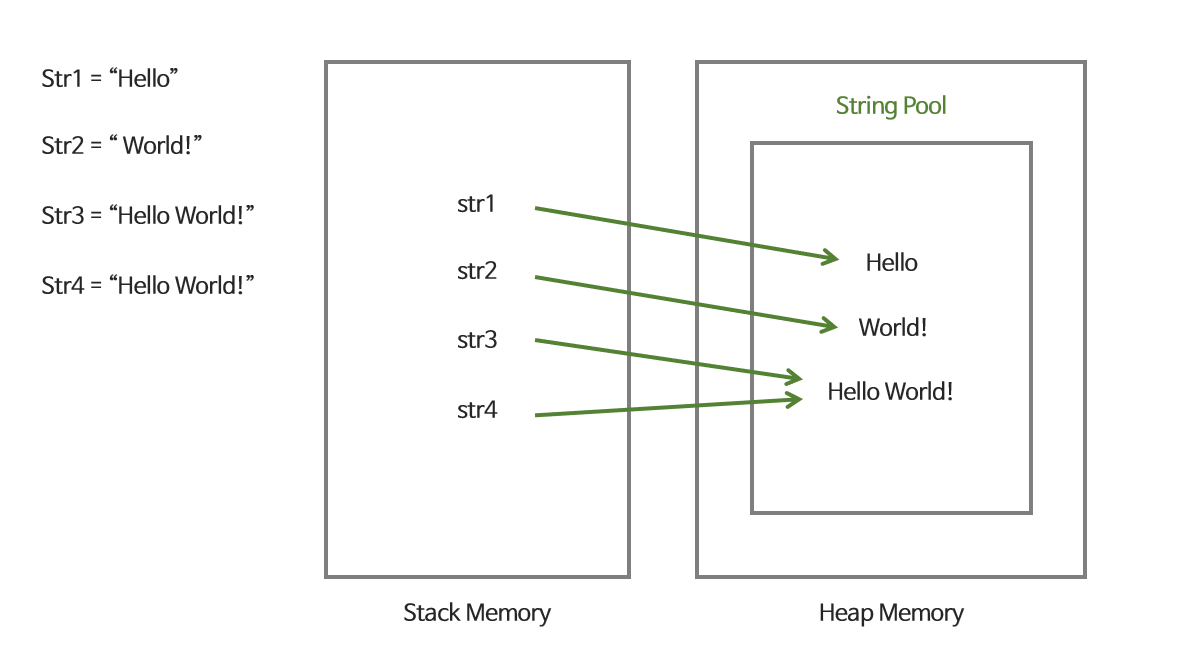 Str1 = “Hello”
Str2 = “ World!”
Str3 = “Hello World!”
Str4 = “Hello World!”
str1
str2
str3
str4
Stack Memory
String Pool
Hello
World!
Hello World!
Heap Memory